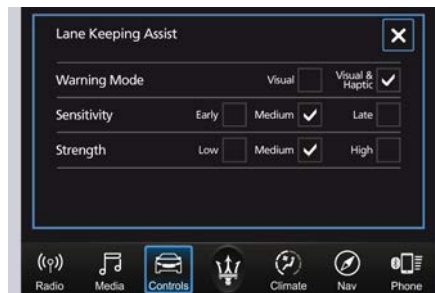 Lane Keeping Assist
Warning Mode Visual Visual & Haptic
Sensitivity Early Medium Late
Strength Low Medium High
Radio Media Controls Climate Nav Phone